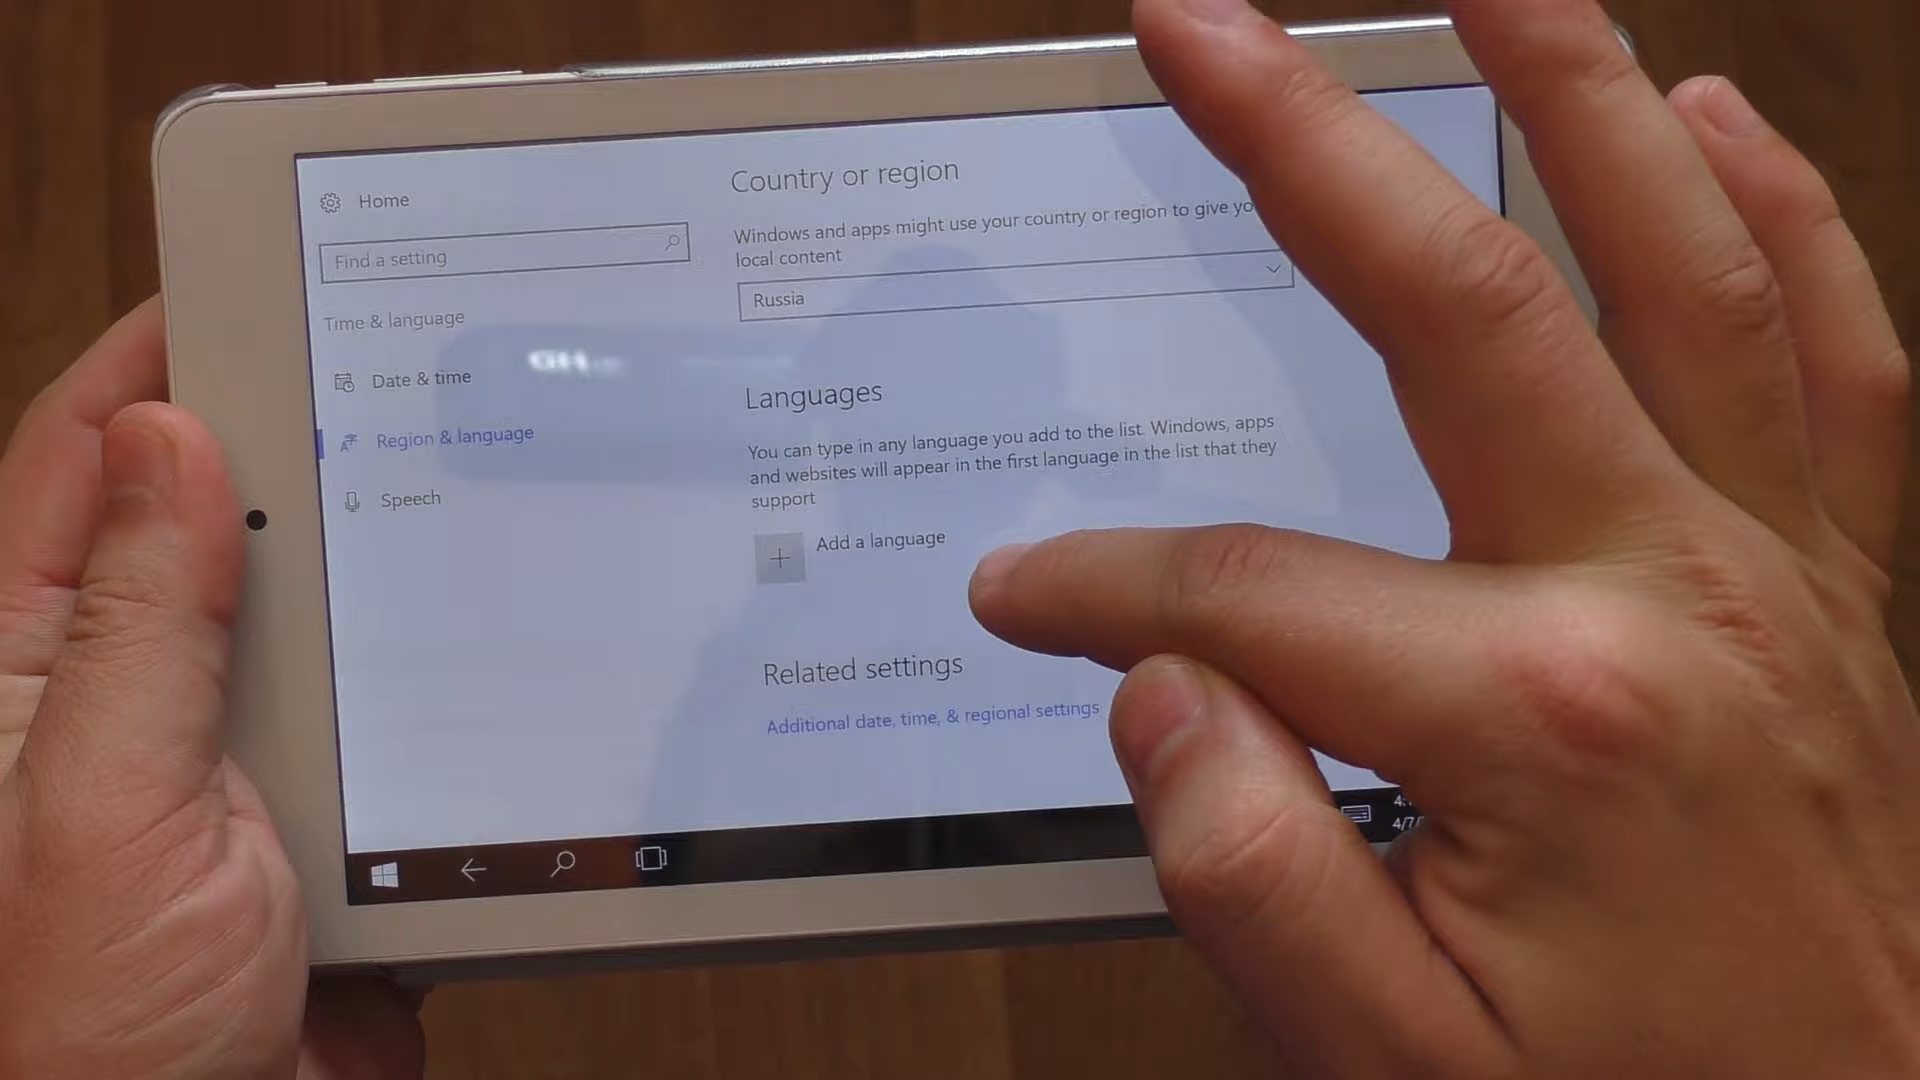 Home
Find a setting
Time & language
Date & time
Region & language
Speech
Country or region
Windows and apps might use your country or region to give
local content
Russia
Languages
You can type in any language you add to the list. Windows, apps
and websites will appear in the first language in the list that they
support
Add a language
Related settings
Additional date, time, & regional settings